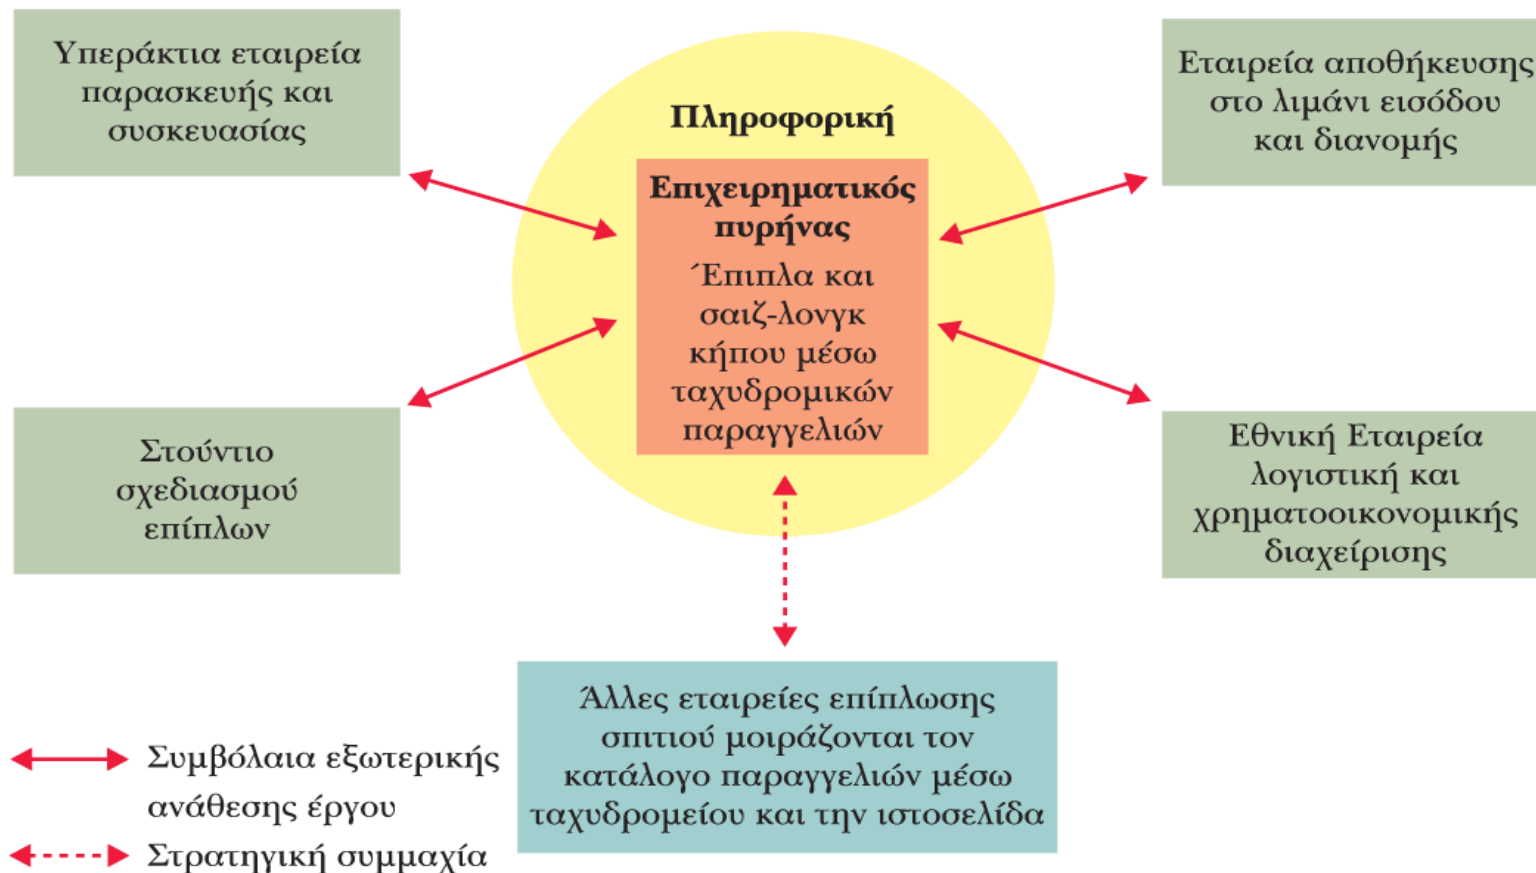 Υπεράκτια εταιρεία
παρασκευής και
συσκευασίας
Πληροφορική
Εταιρεία αποθήκευσης
στο λιμάνι εισόδου
και διανομής
Επιχειρηματικός
πυρήνας
Έπιπλα και
σαιζ-λονγκ
κήπου μέσω
ταχυδρομικών
παραγγελιών
Στούντιο
σχεδιασμού
επίπλων
Εθνική Εταιρεία
λογιστική και
χρηματοοικονομικής
διαχείρισης
Άλλες εταιρείες επίπλωσης
σπιτιού μοιράζονται τον
κατάλογο παραγγελιών μέσω
ταχυδρομείου και την ιστοσελίδα
Συμβόλαια εξωτερικής
ανάθεσης έργου
Στρατηγική συμμαχία